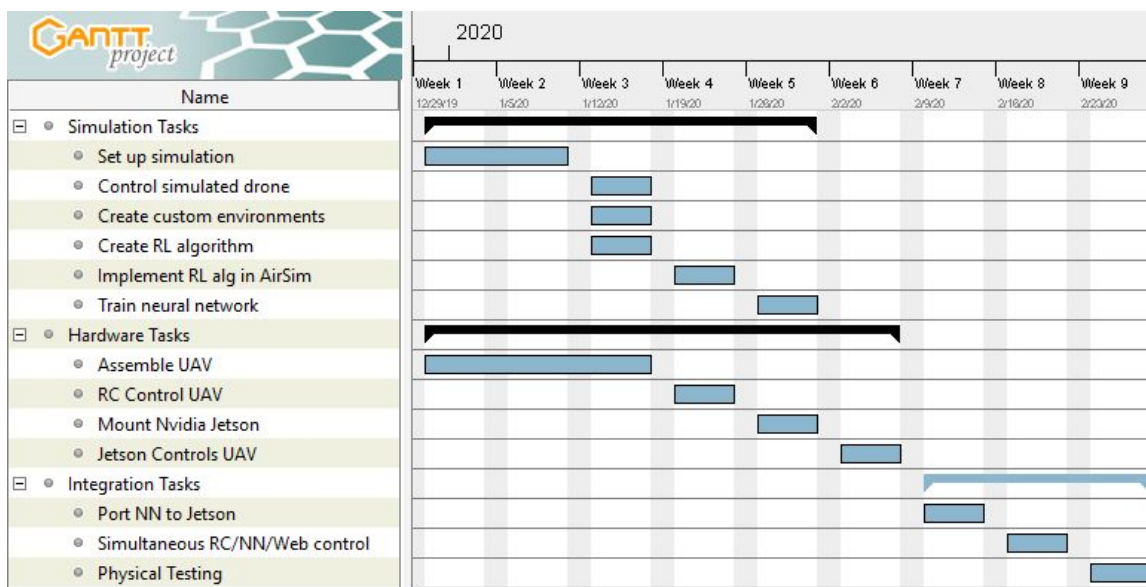 GANTT
project
2020
Week 1 Week 2 Week 3 Week 4 Week 5 Week 6 Week 7 Week 8 Week 9
Name
12/29/19 1/5/20 1/12/20 1/19/20 1/26/20 2/2/20 2/9/20 2/16/20 2/23/20
Simulation Tasks
Set up simulation
Control simulated drone
Create custom environments
Create RL algorithm
Implement RL alg in AirSim
Train neural network
Hardware Tasks
Assemble UAV
RC Control UAV
Mount Nvidia Jetson
Jetson Controls UAV
Integration Tasks
Port NN to Jetson
Simultaneous RC/NN/Web control
Physical Testing